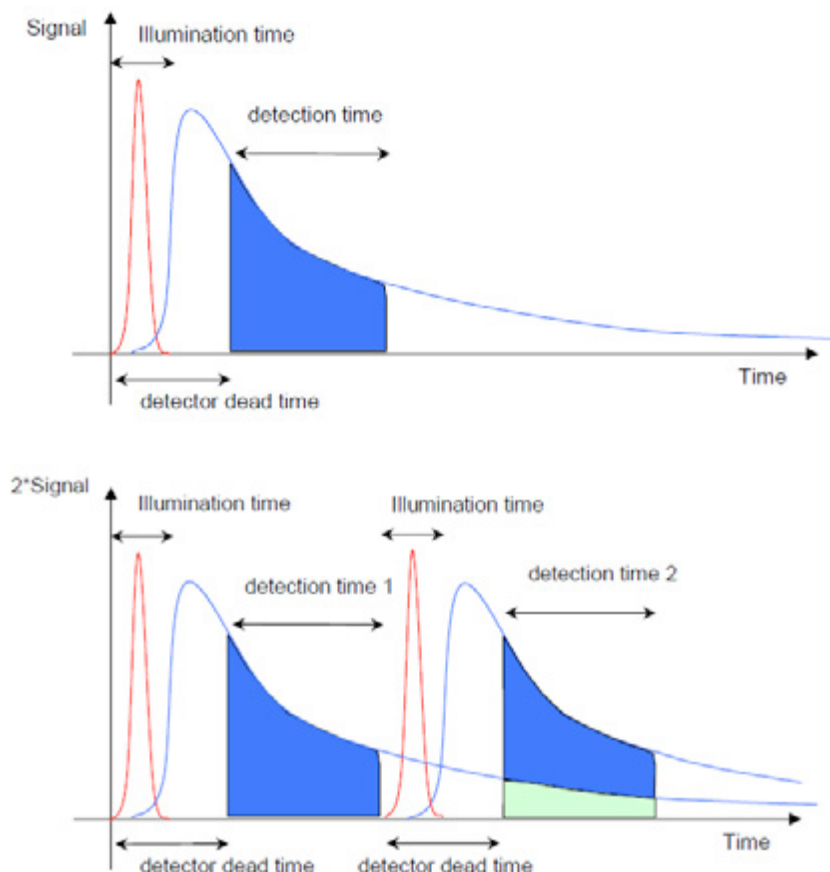 Signal
Illumination time
detection time
Time
detector dead time
2*Signal
Illumination time
Illumination time
detection time 1
detection time 2
Time
detector dead time
detector dead time